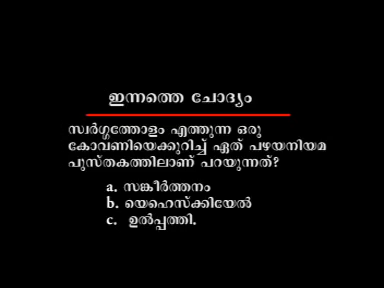 ഇന്നത്തെ ചോദ്യം
സ്വർഗ്ഗത്തോളം എത്തുന്ന ഒരു
കോവണിയെക്കുറിച്ച് ഏത് പഴയനിയമ
പുസ്തകത്തിലാണ് പറയുന്നത്?
a. സങ്കീർത്തനം
b. യെഹെസ്ക്കിയേൽ
c. ഉൽപ്പത്തി.